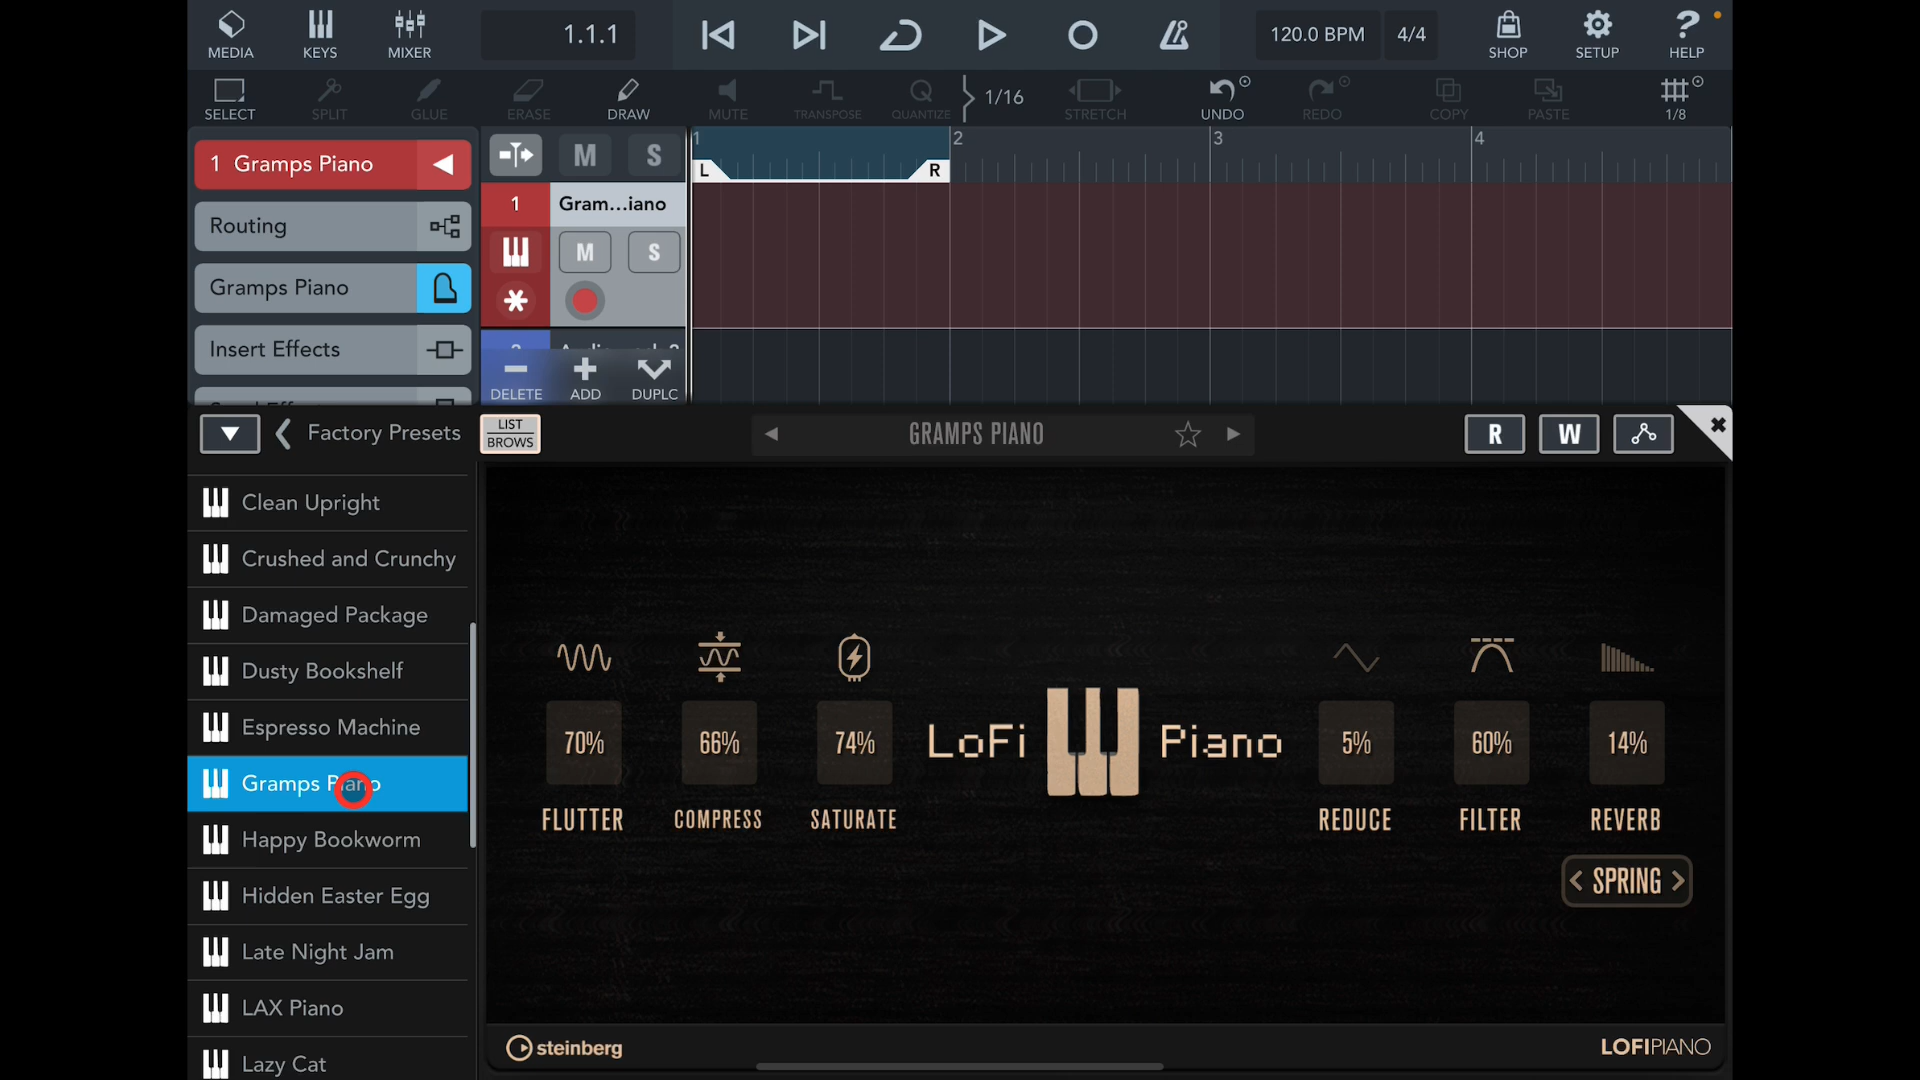 MEDIA
KEYS
MIXER
1.1.1
120.0 BPM
4/4
SHOP
SETUP
HELP
SELECT
SPLIT
GLUE
ERASE
DRAW
MUTE
TRANSPOSE
QUANTIZE
1/16
STRETCH
UNDO
REDO
COPY
PASTE
1/8
1 Gramps Piano
M
S
1
2
3
4
L
R
Routing
1
Gram...iano
M
S
Gramps Piano
Insert Effects
DELETE
ADD
DUPLC
Factory Presets
LIST
BROWS
GRAMPS PIANO
R
W
Clean Upright
Crushed and Crunchy
Damaged Package
Dusty Bookshelf
Espresso Machine
Gramps Piano
Happy Bookworm
Hidden Easter Egg
Late Night Jam
LAX Piano
Lazy Cat
70%
66%
74%
LoFi Piano
5%
60%
14%
FLUTTER
COMPRESS
SATURATE
REDUCE
FILTER
REVERB
< SPRING >
steinberg
LOFIPIANO